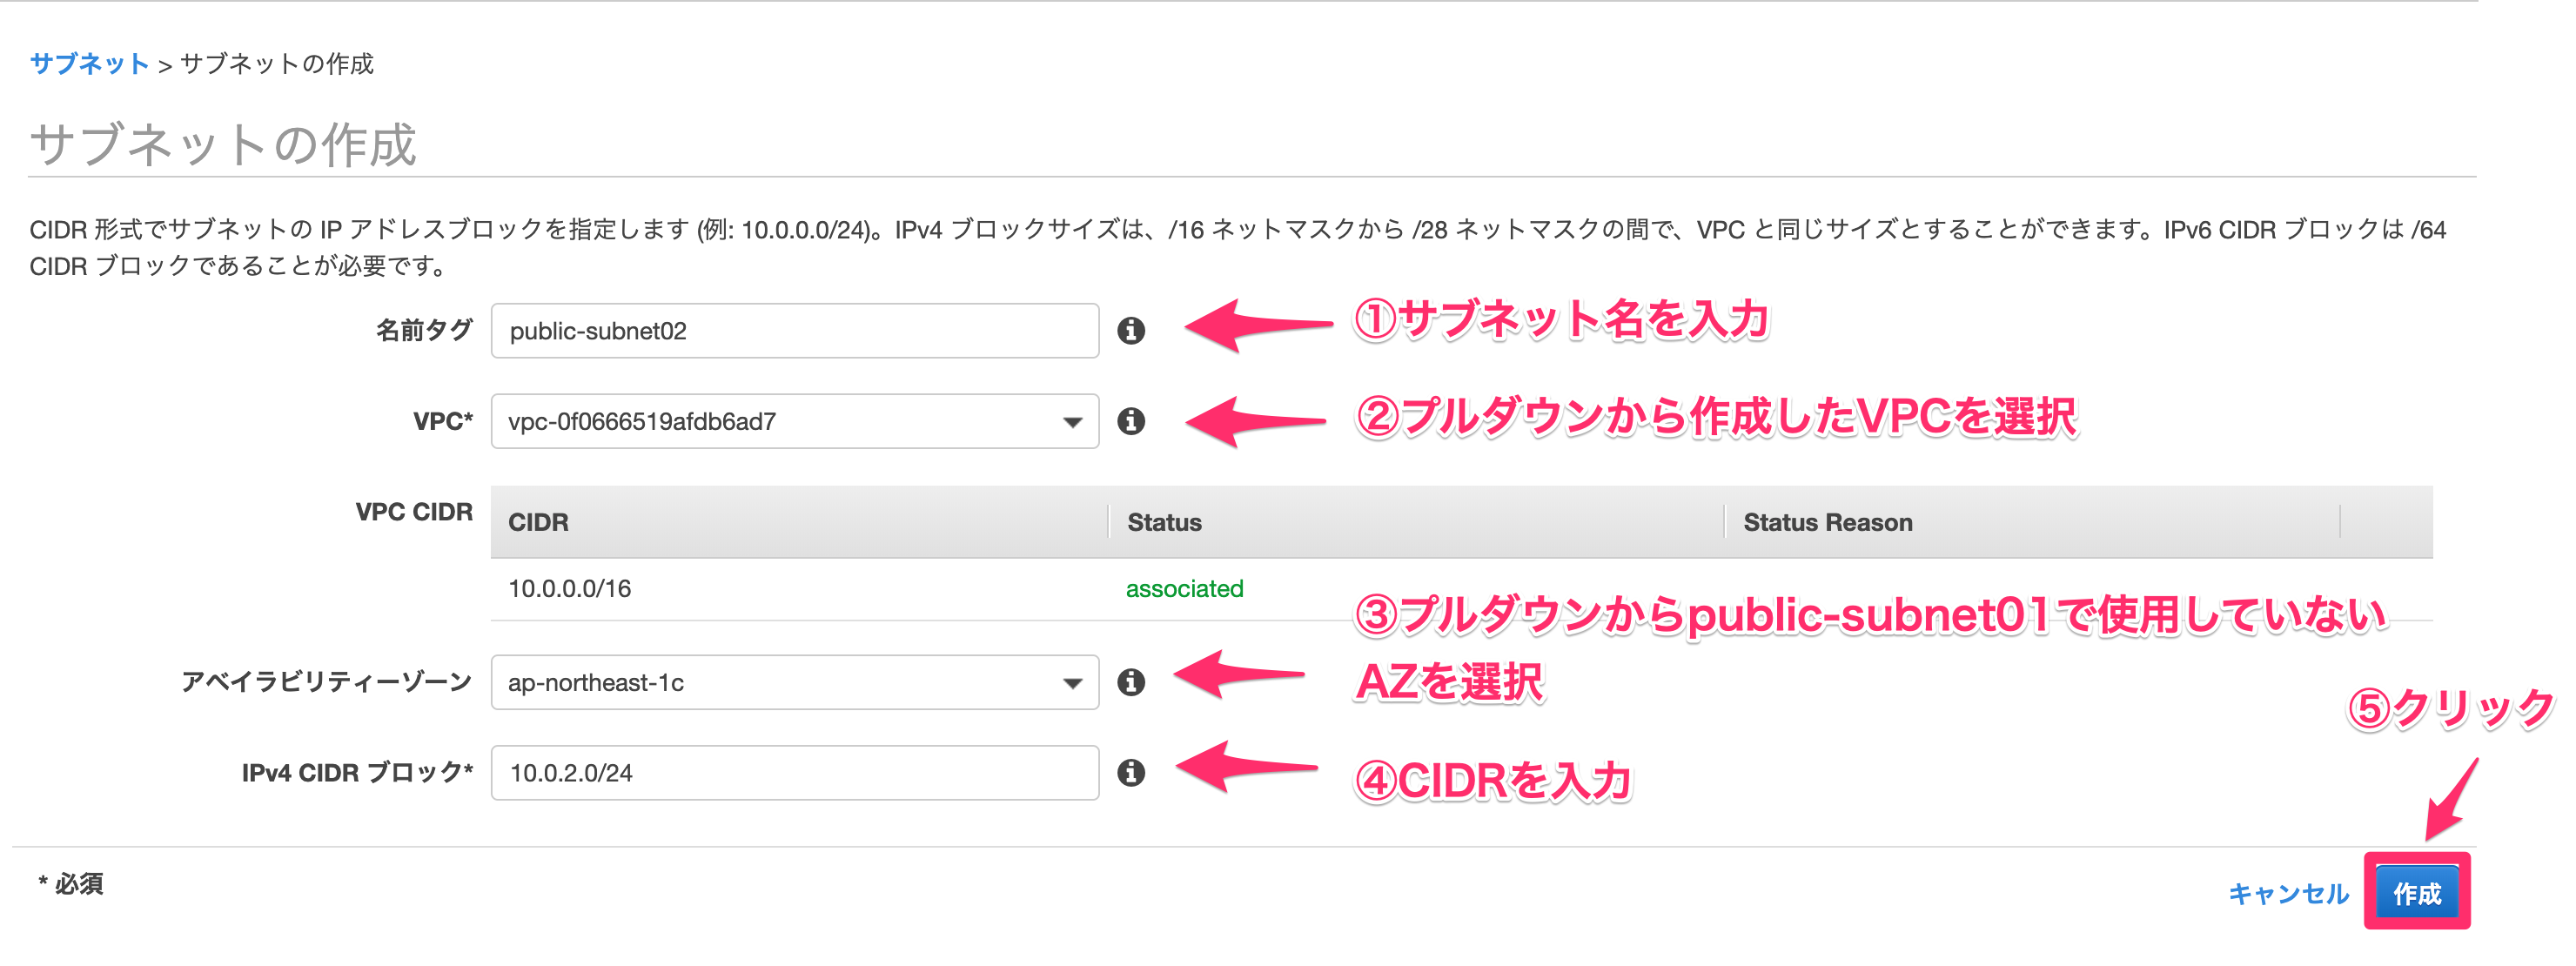 サブネット > サブネットの作成
サブネットの作成
CIDR 形式でサブネットの IP アドレスブロックを指定します (例: 10.0.0.0/24)。IPv4 ブロックサイズは、/16 ネットマスクから /28 ネットマスクの間で、VPC と同じサイズとすることができます。IPv6 CIDR ブロックは /64
CIDR ブロックであることが必要です。
名前タグ public-subnet02 ①サブネット名を入力
VPC* vpc-0f0666519afdb6ad7 ②プルダウンから作成したVPCを選択
VPC CIDR CIDR Status Status Reason
10.0.0.0/16 associated
③プルダウンからpublic-subnet01で使用していない
アベイラビリティーゾーン ap-northeast-1c AZを選択
⑤クリック
IPv4 CIDR ブロック* 10.0.2.0/24 ④CIDRを入力
* 必須 キャンセル 作成